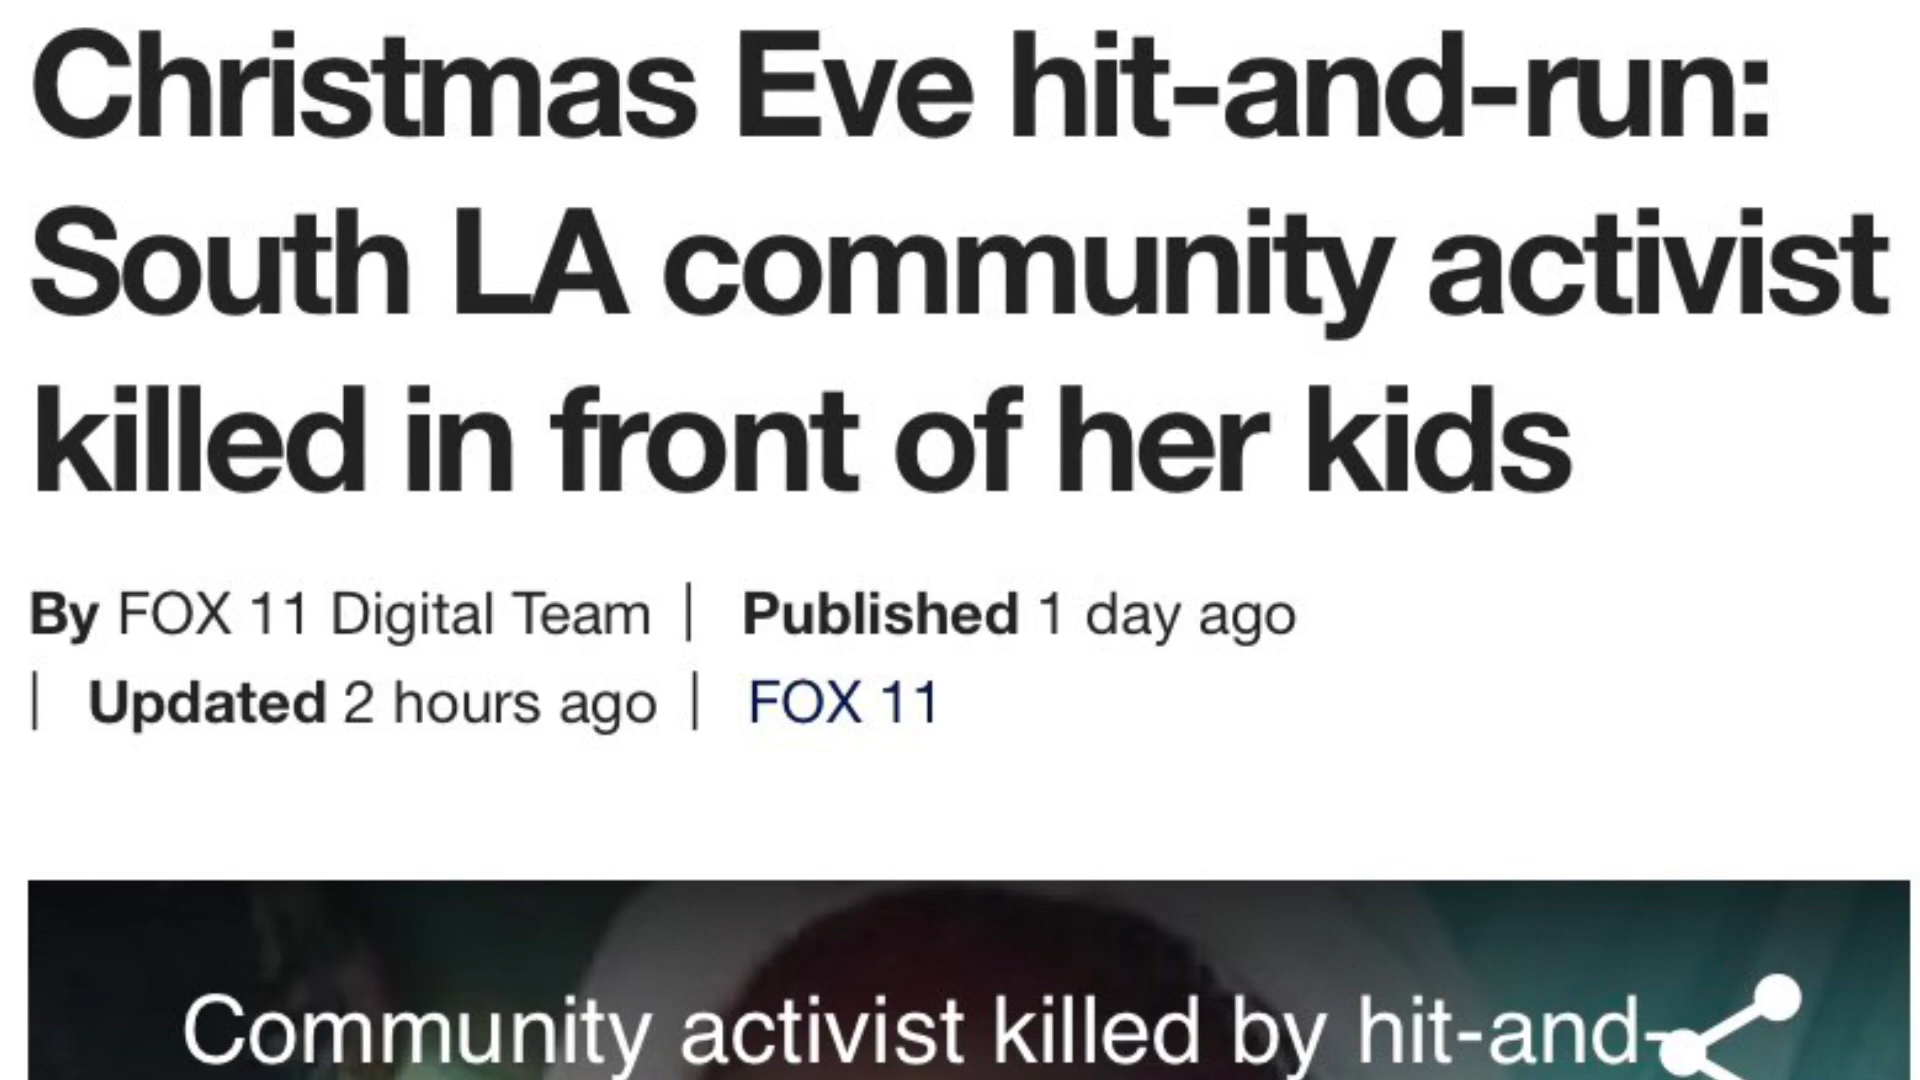 Christmas Eve hit-and-run:
South LA community activist
killed in front of her kids
By FOX 11 Digital Team | Published 1 day ago
| Updated 2 hours ago | FOX 11
Community activist killed by hit-and-